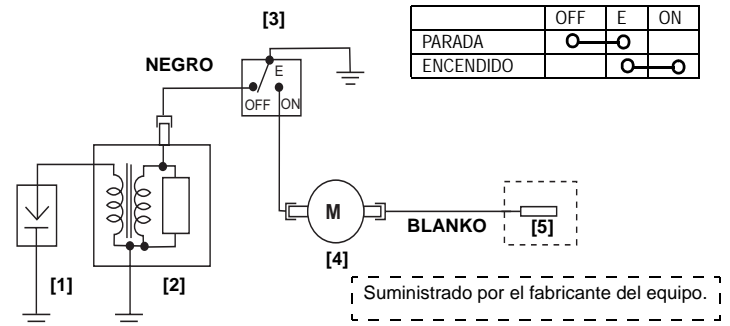 [3]
OFF E ON
PARADA
ENCENDIDO
NEGRO
E
OFF ON
M
BLANKO
[5]
[4]
[1]
[2]
Suministrado por el fabricante del equipo.